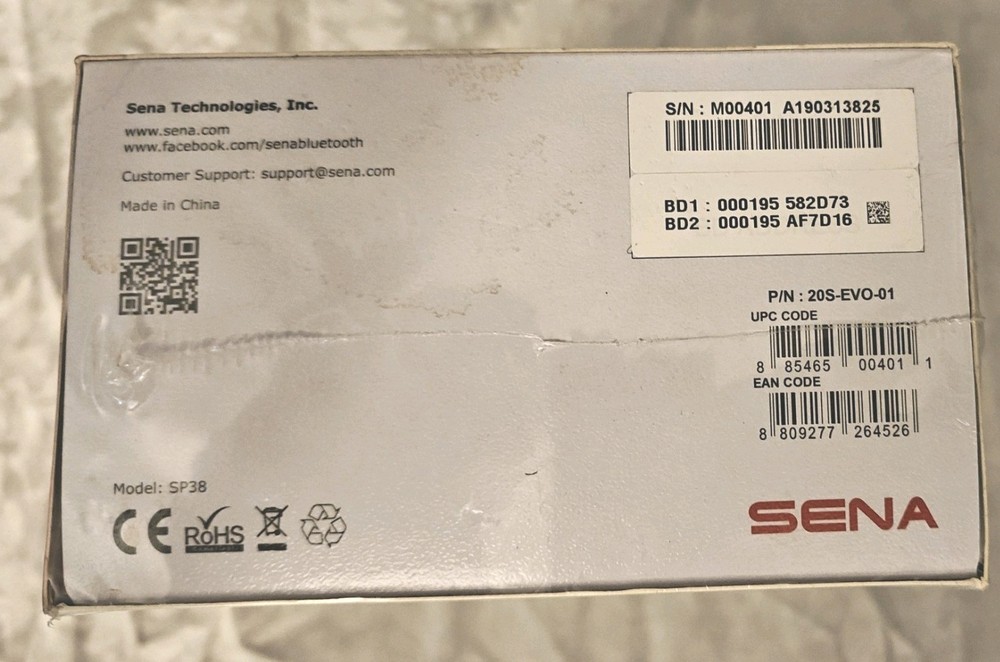 Sena Technologies, Inc.
www.sena.com
www.facebook.com/senabluetooth
Customer Support: support@sena.com
Made in China
S/N : M00401 A190313825
BD1 : 000195 582D73
BD2 : 000195 AF7D16
P/N : 20S-EVO-01
UPC CODE
8 85465 00401 1
EAN CODE
8 809277 264526
Model: SP38
CE RoHS
SENA